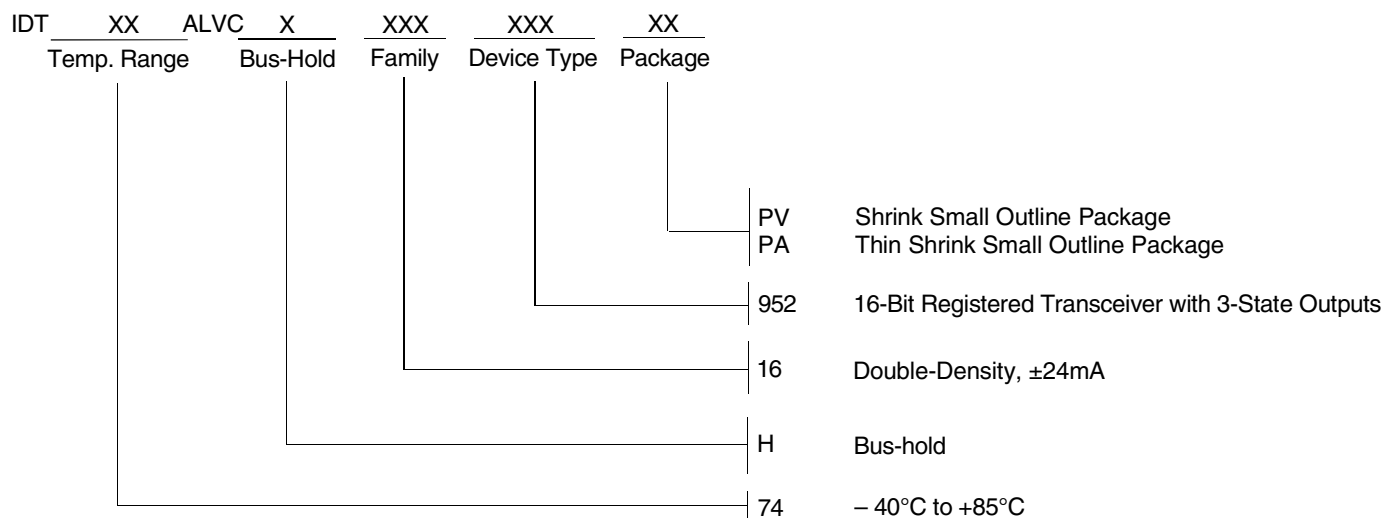 IDT XX ALVC X XXX XXX XX
Temp. Range Bus-Hold Family Device Type Package
PV Shrink Small Outline Package
PA Thin Shrink Small Outline Package
952 16-Bit Registered Transceiver with 3-State Outputs
16 Double-Density, ±24mA
H Bus-hold
74 – 40°C to +85°C